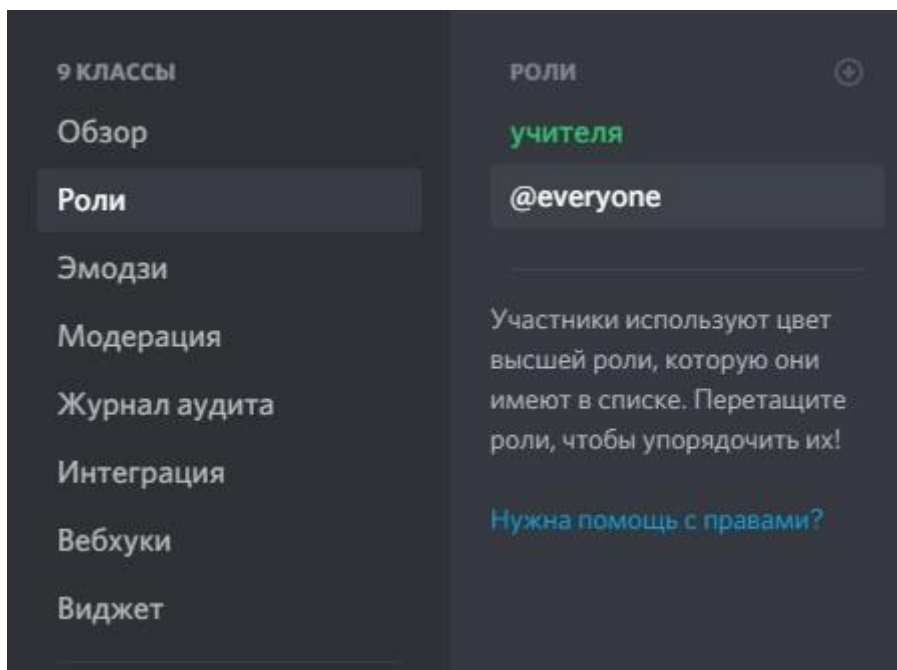 9 КЛАССЫ
Обзор
Роли
Эмодзи
Модерация
Журнал аудита
Интеграция
Вебхуки
Виджет
РОЛИ
учителя
@everyone
Участники используют цвет
высшей роли, которую они
имеют в списке. Перетащите
роли, чтобы упорядочить их!
Нужна помощь с правами?